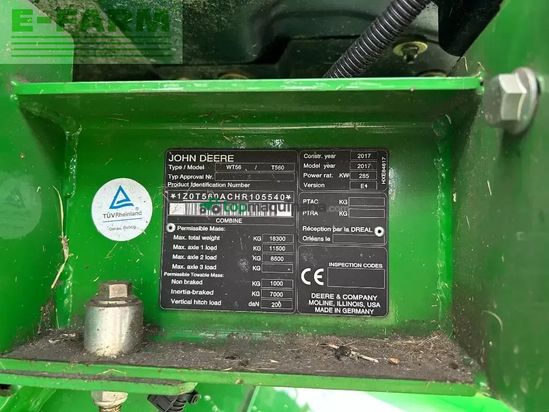 E-FARM
JOHN DEERE
Type / Model WT56 / T560
Typ Approval Nr.
Product Identification Number
COMBINE
Permissible Mass:
Max. total weight KG 18300
Max. axle 1 load KG 11500
Max. axle 2 load KG 8500
Max. axle 3 load KG
Permissible Towable Mass:
Non braked KG 1000
Inertia-braked KG 7000
Vertical hitch load daN 200
Constr. year 2017
Model year 2017
Power rat. KW 285
Version E4
PTAC KG
PTRA KG
Réception par la DREAL
Orléans le
INSPECTION CODES
CE
DEERE & COMPANY
MOLINE, ILLINOIS, USA
MADE IN GERMANY
HXE64617
TÜVRheinland